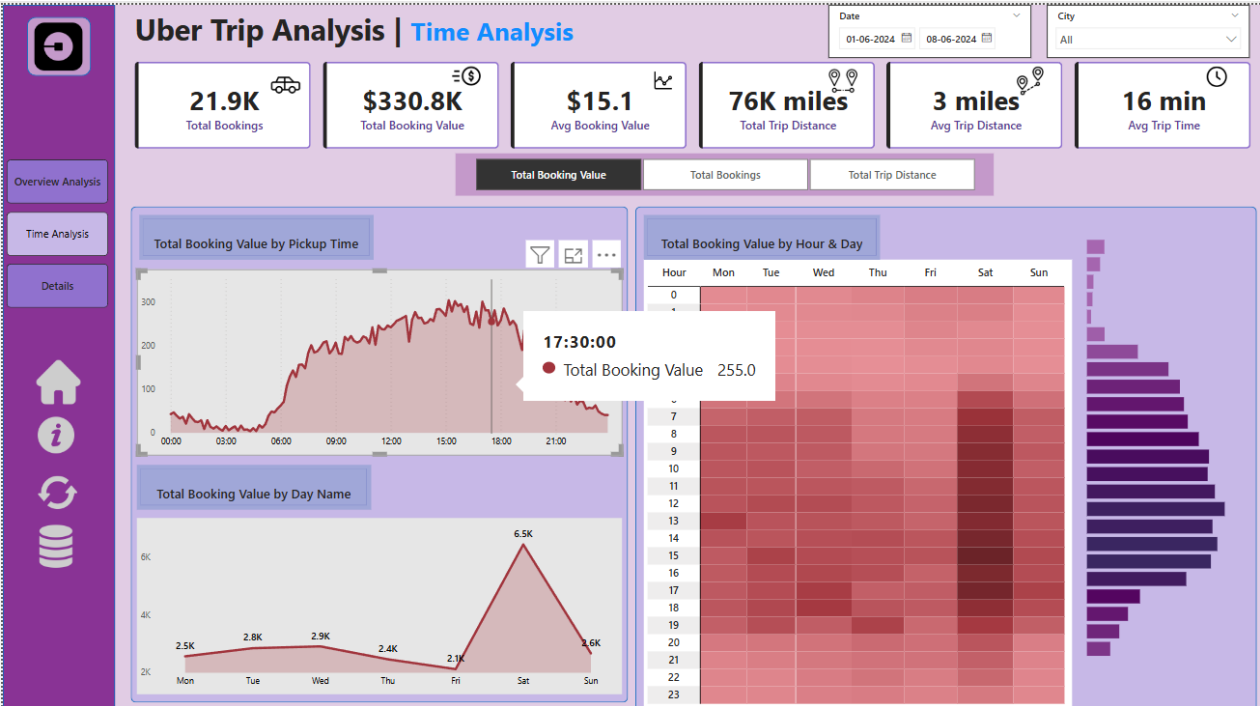 Uber Trip Analysis | Time Analysis
Date
01-06-2024 08-06-2024
City
All
21.9K
Total Bookings
$330.8K
Total Booking Value
$15.1
Avg Booking Value
76K miles
Total Trip Distance
3 miles
Avg Trip Distance
16 min
Avg Trip Time
Total Booking Value
Total Bookings
Total Trip Distance
Overview Analysis
Time Analysis
Details
Total Booking Value by Pickup Time
300
200
100
0
00:00 03:00 06:00 09:00 12:00 15:00 18:00 21:00
17:30:00
Total Booking Value 255.0
Total Booking Value by Day Name
6K
4K
2K
2.5K
2.8K
2.9K
2.4K
2.1K
6.5K
2.6K
Mon Tue Wed Thu Fri Sat Sun
Total Booking Value by Hour & Day
Hour Mon Tue Wed Thu Fri Sat Sun
0
7
8
9
10
11
12
13
14
15
16
17
18
19
20
21
22
23